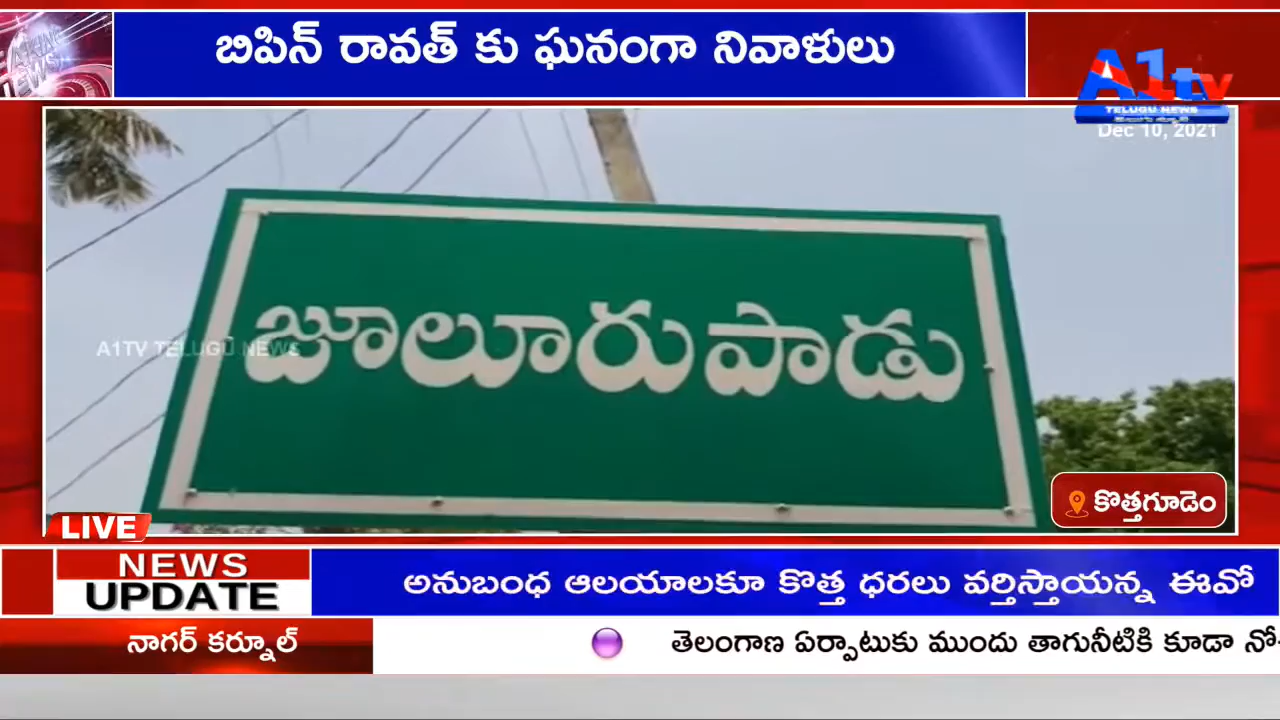 బిపిన్ రావత్ కు ఘనంగా నివాళులు
A1tv
TELUGU NEWS
Dec 10, 2021
జూలూరుపాడు
A1TV TELUGU NEWS
కొత్తగూడెం
LIVE
NEWS
UPDATE
అనుబంధ ఆలయాలకూ కొత్త ధరలు వర్తిస్తాయన్న ఈవో
నాగర్ కర్నూల్
తెలంగాణ ఏర్పాటుకు ముందు తాగునీటికి కూడా